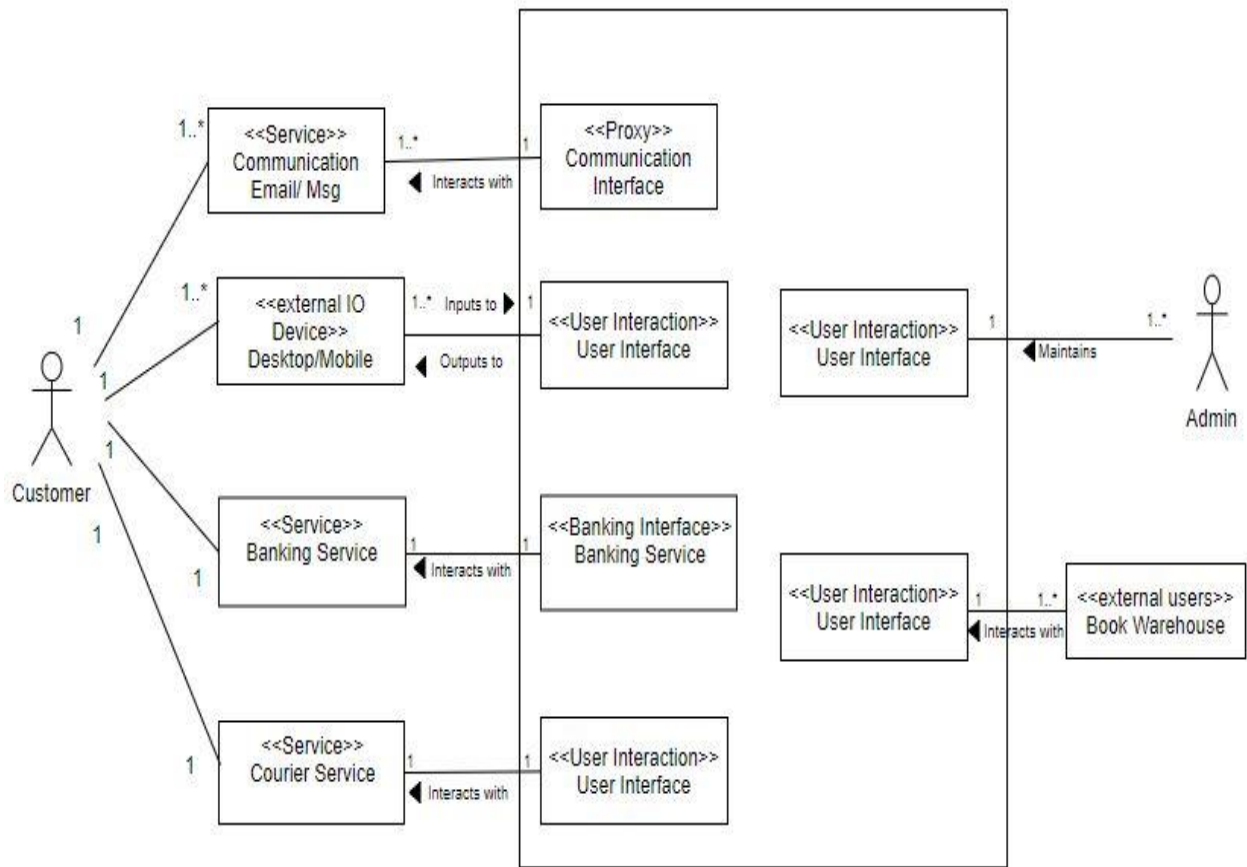 1..*
<<Service>>
Communication
Email/ Msg
1..*
Interacts with
1
<<Proxy>>
Communication
Interface
1
1..*
<<external IO
Device>>
Desktop/Mobile
1..*
Inputs to
1
Outputs to
<<User Interaction>>
User Interface
<<User Interaction>>
User Interface
1
Maintains
1..*
Admin
1
Customer
1
1
<<Service>>
Banking Service
1
Interacts with
1
<<Banking Interface>>
Banking Service
<<User Interaction>>
User Interface
1
Interacts with
1..*
<<external users>>
Book Warehouse
1
1
<<Service>>
Courier Service
1
Interacts with
1
<<User Interaction>>
User Interface